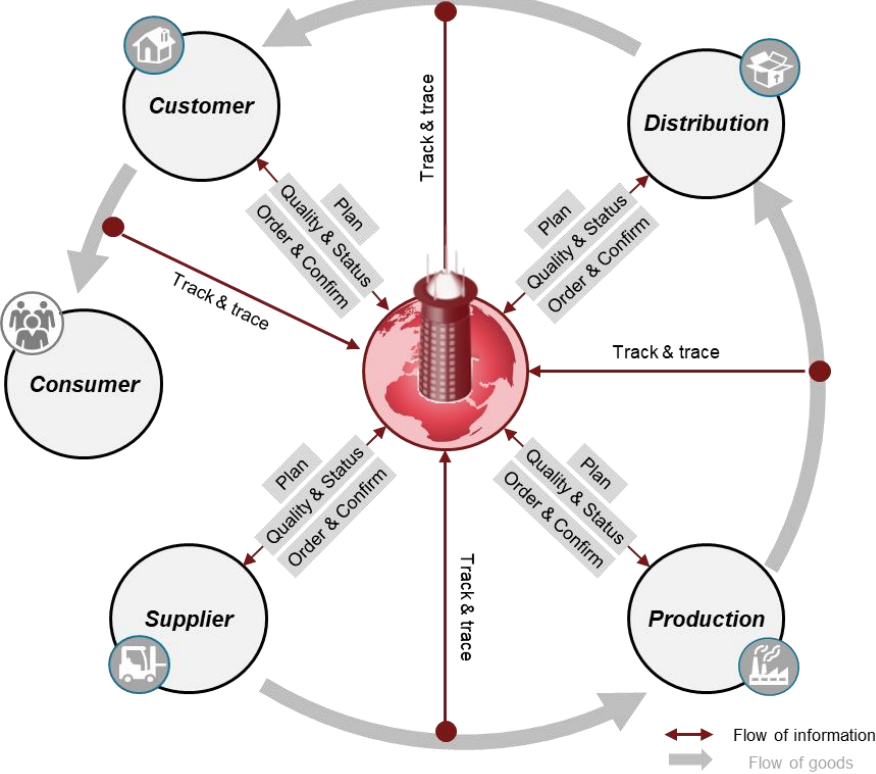 Customer
Distribution
Track & trace
Plan
Quality & Status
Order & Confirm
Plan
Quality & Status
Order & Confirm
Track & trace
Track & trace
Consumer
Plan
Quality & Status
Order & Confirm
Plan
Quality & Status
Order & Confirm
Track & trace
Supplier
Production
Flow of information
Flow of goods